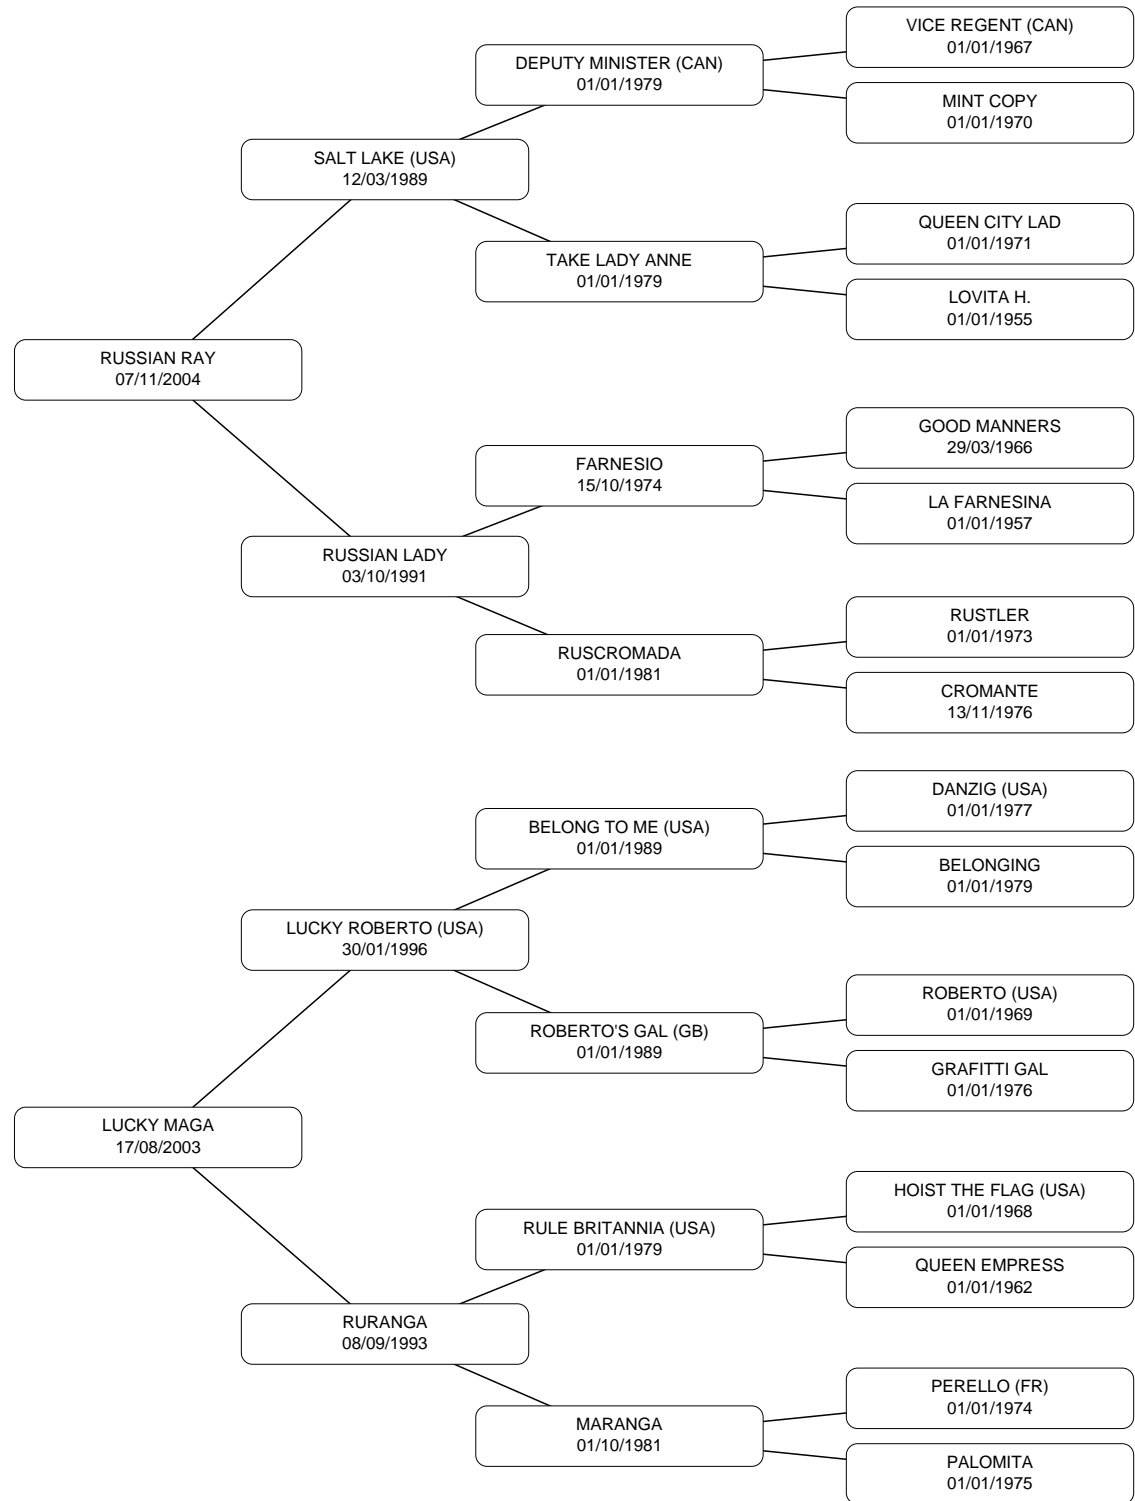 VICE REGENT (CAN)
01/01/1967
DEPUTY MINISTER (CAN)
01/01/1979
MINT COPY
01/01/1970
SALT LAKE (USA)
12/03/1989
QUEEN CITY LAD
01/01/1971
TAKE LADY ANNE
01/01/1979
LOVITA H.
01/01/1955
RUSSIAN RAY
07/11/2004
GOOD MANNERS
29/03/1966
FARNESIO
15/10/1974
LA FARNESINA
01/01/1957
RUSSIAN LADY
03/10/1991
RUSTLER
01/01/1973
RUSCROMADA
01/01/1981
CROMANTE
13/11/1976
DANZIG (USA)
01/01/1977
BELONG TO ME (USA)
01/01/1989
BELONGING
01/01/1979
LUCKY ROBERTO (USA)
30/01/1996
ROBERTO (USA)
01/01/1969
ROBERTO'S GAL (GB)
01/01/1989
GRAFITTI GAL
01/01/1976
LUCKY MAGA
17/08/2003
HOIST THE FLAG (USA)
01/01/1968
RULE BRITANNIA (USA)
01/01/1979
QUEEN EMPRESS
01/01/1962
RURANGA
08/09/1993
PERELLO (FR)
01/01/1974
MARANGA
01/10/1981
PALOMITA
01/01/1975